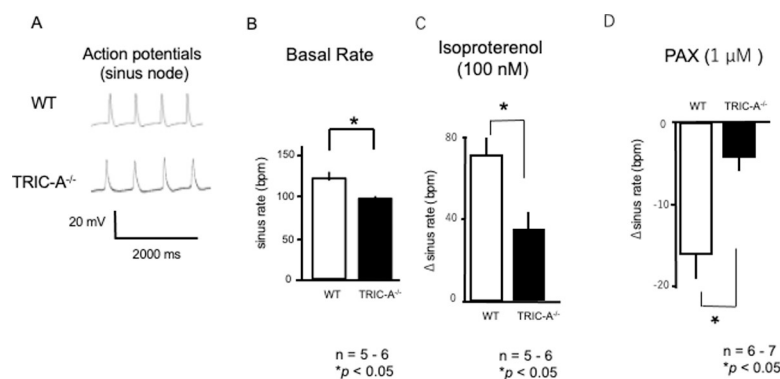 A
Action potentials
(sinus node)
WT
TRIC-A-/-
20 mV
2000 ms
B
Basal Rate
*
sinus rate (bpm)
150
100
50
0
WT
TRIC-A-/-
n = 5 - 6
*p < 0.05
C
Isoproterenol
(100 nM)
*
Δ sinus rate (bpm)
80
40
0
WT
TRIC-A-/-
n = 5 - 6
*p < 0.05
D
PAX (1 µM )
WT
TRIC-A-/-
Δ sinus rate (bpm)
0
-10
-20
*
n = 6 - 7
*p < 0.05